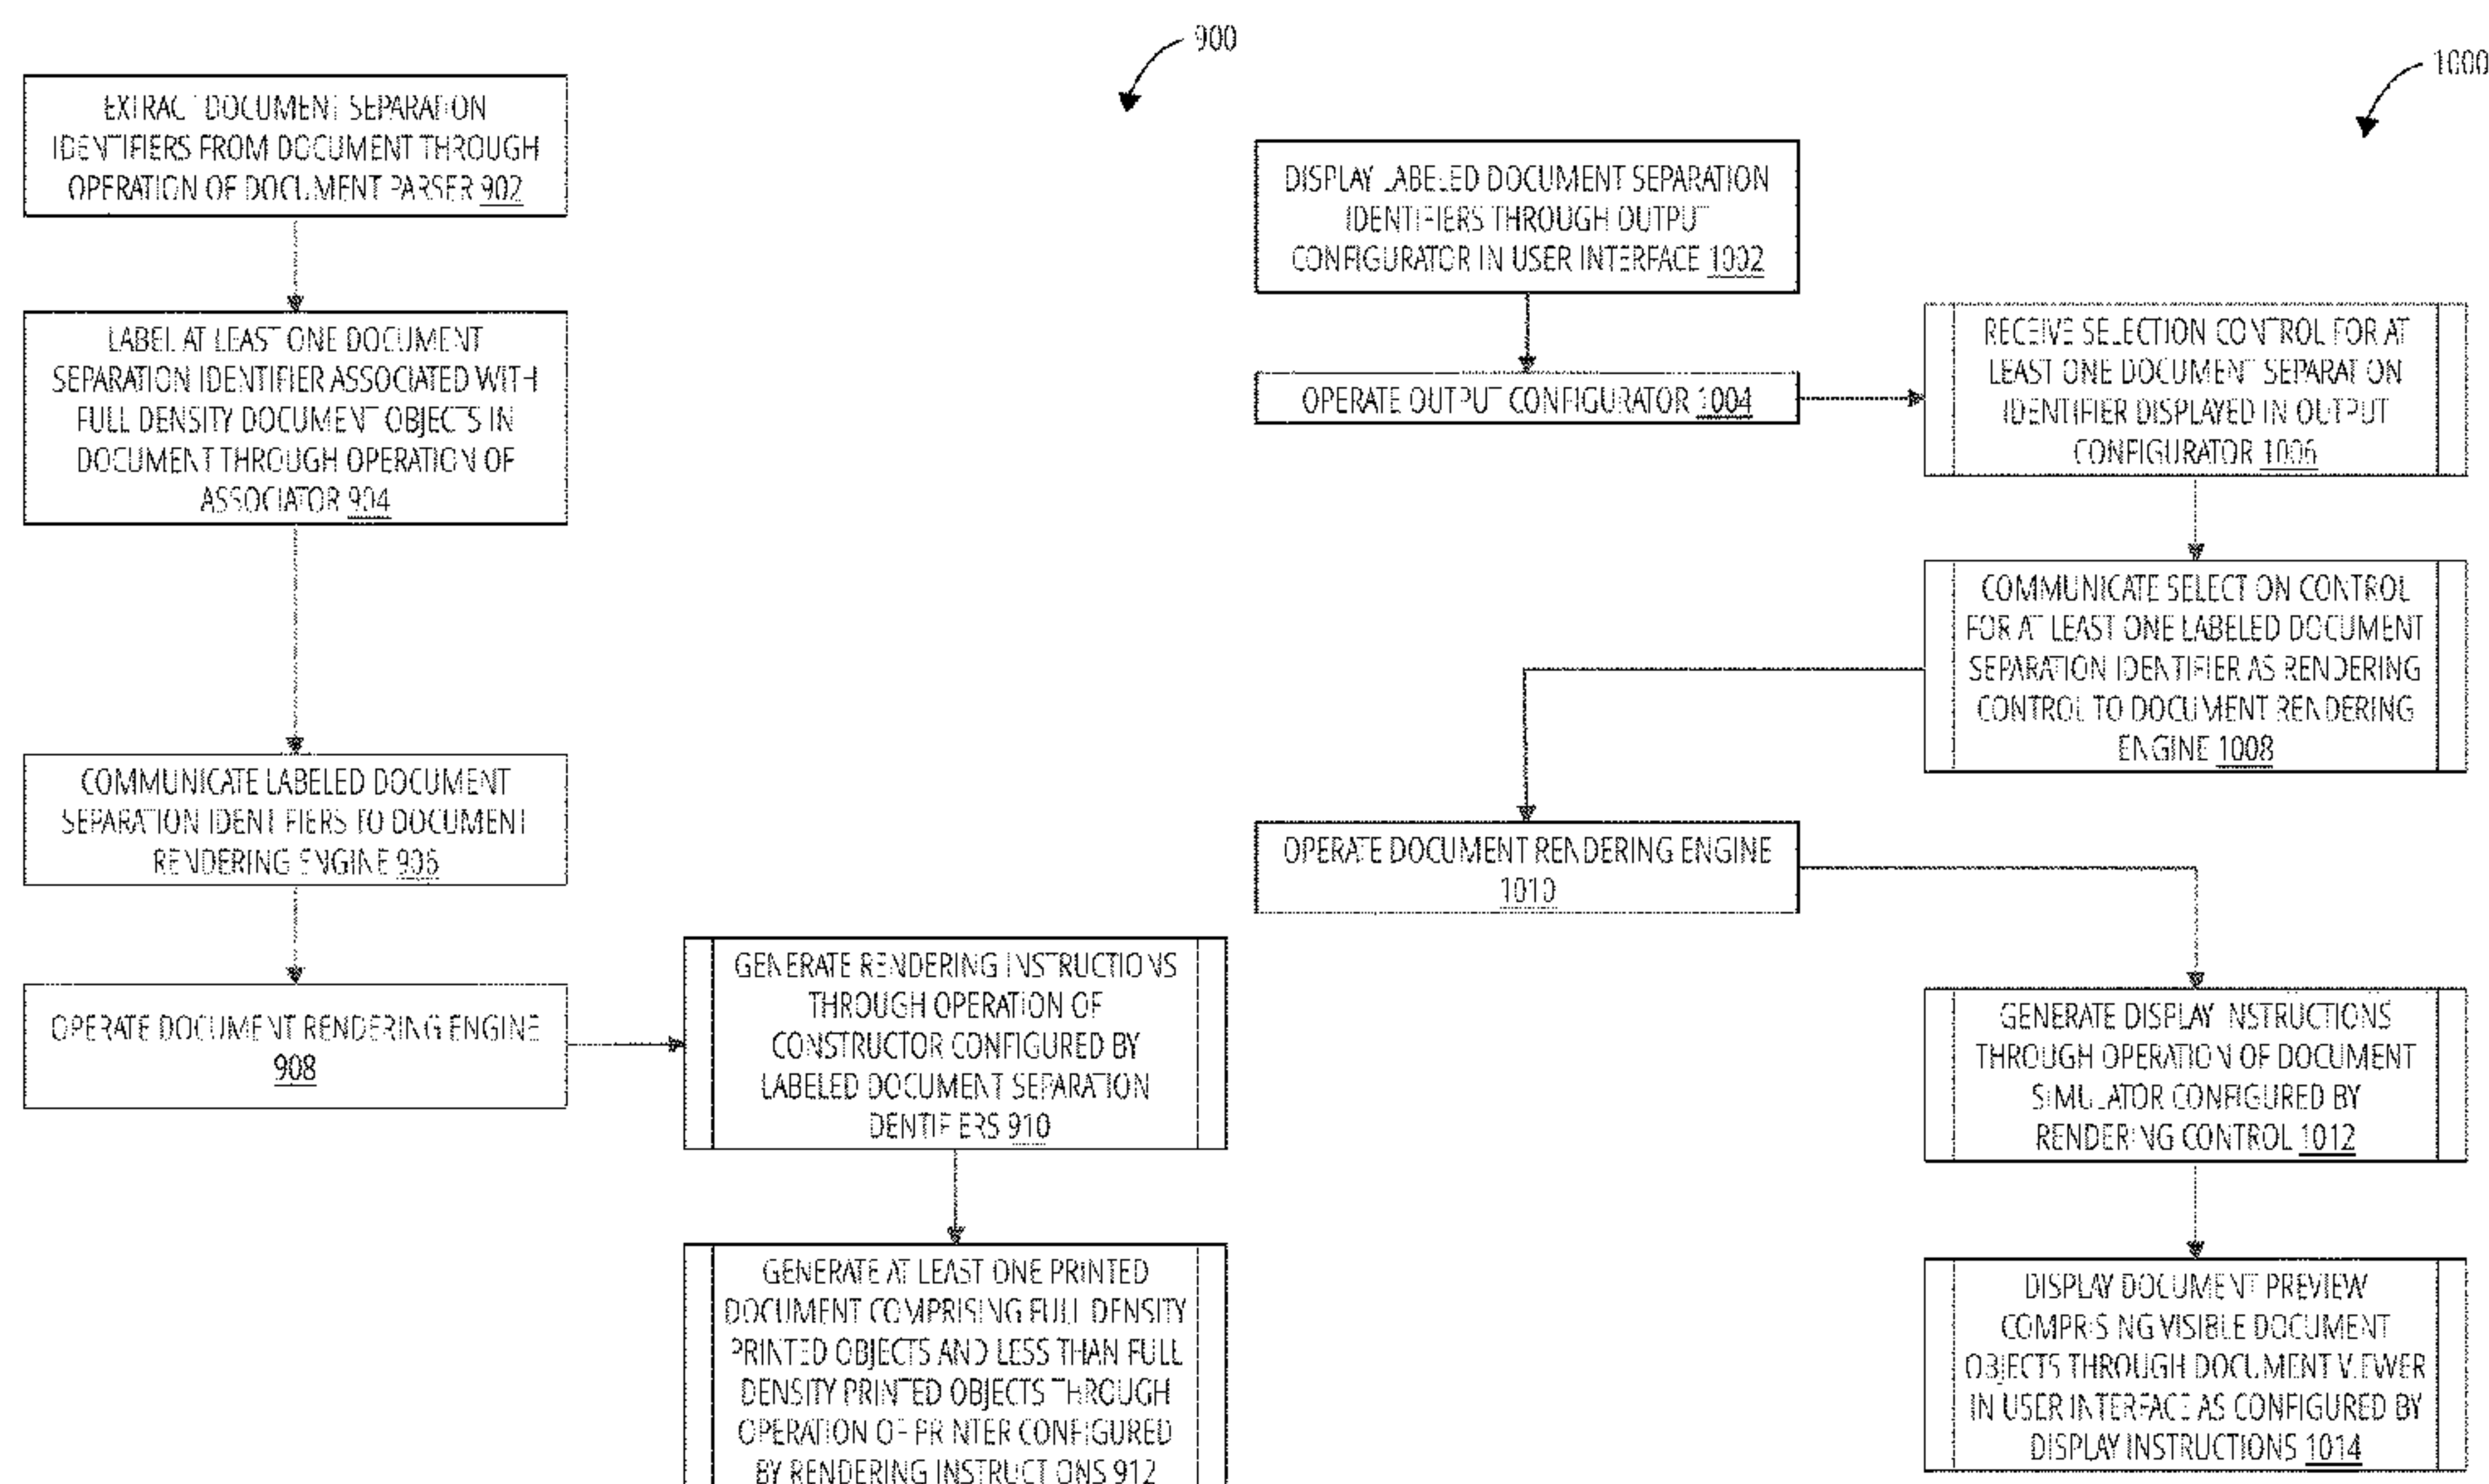 900
EXTRACT DOCUMENT SEPARATION
IDENTIFIERS FROM DOCUMENT THROUGH
OPERATION OF DOCUMENT PARSER 902
LABEL AT LEAST ONE DOCUMENT
SEPARATION IDENTIFIER ASSOCIATED WITH
FULL DENSITY DOCUMENT OBJECTS IN
DOCUMENT THROUGH OPERATION OF
ASSOCIATOR 904
COMMUNICATE LABELED DOCUMENT
SEPARATION IDENTIFIERS TO DOCUMENT
RENDERING ENGINE 906
OPERATE DOCUMENT RENDERING ENGINE
908
GENERATE RENDERING INSTRUCTIONS
THROUGH OPERATION OF
CONSTRUCTOR CONFIGURED BY
LABELED DOCUMENT SEPARATION
IDENTIFIERS 910
GENERATE AT LEAST ONE PRINTED
DOCUMENT COMPRISING FULL DENSITY
PRINTED OBJECTS AND LESS THAN FULL
DENSITY PRINTED OBJECTS THROUGH
OPERATION OF PRINTER CONFIGURED
BY RENDERING INSTRUCTIONS 912
1000
DISPLAY LABELED DOCUMENT SEPARATION
IDENTIFIERS THROUGH OUTPUT
CONFIGURATOR IN USER INTERFACE 1002
OPERATE OUTPUT CONFIGURATOR 1004
RECEIVE SELECTION CONTROL FOR AT
LEAST ONE DOCUMENT SEPARATION
IDENTIFIER DISPLAYED IN OUTPUT
CONFIGURATOR 1006
COMMUNICATE SELECTION CONTROL
FOR AT LEAST ONE LABELED DOCUMENT
SEPARATION IDENTIFIER AS RENDERING
CONTROL TO DOCUMENT RENDERING
ENGINE 1008
OPERATE DOCUMENT RENDERING ENGINE
1010
GENERATE DISPLAY INSTRUCTIONS
THROUGH OPERATION OF DOCUMENT
SIMULATOR CONFIGURED BY
RENDERING CONTROL 1012
DISPLAY DOCUMENT PREVIEW
COMPRISING VISIBLE DOCUMENT
OBJECTS THROUGH DOCUMENT VIEWER
IN USER INTERFACE AS CONFIGURED BY
DISPLAY INSTRUCTIONS 1014